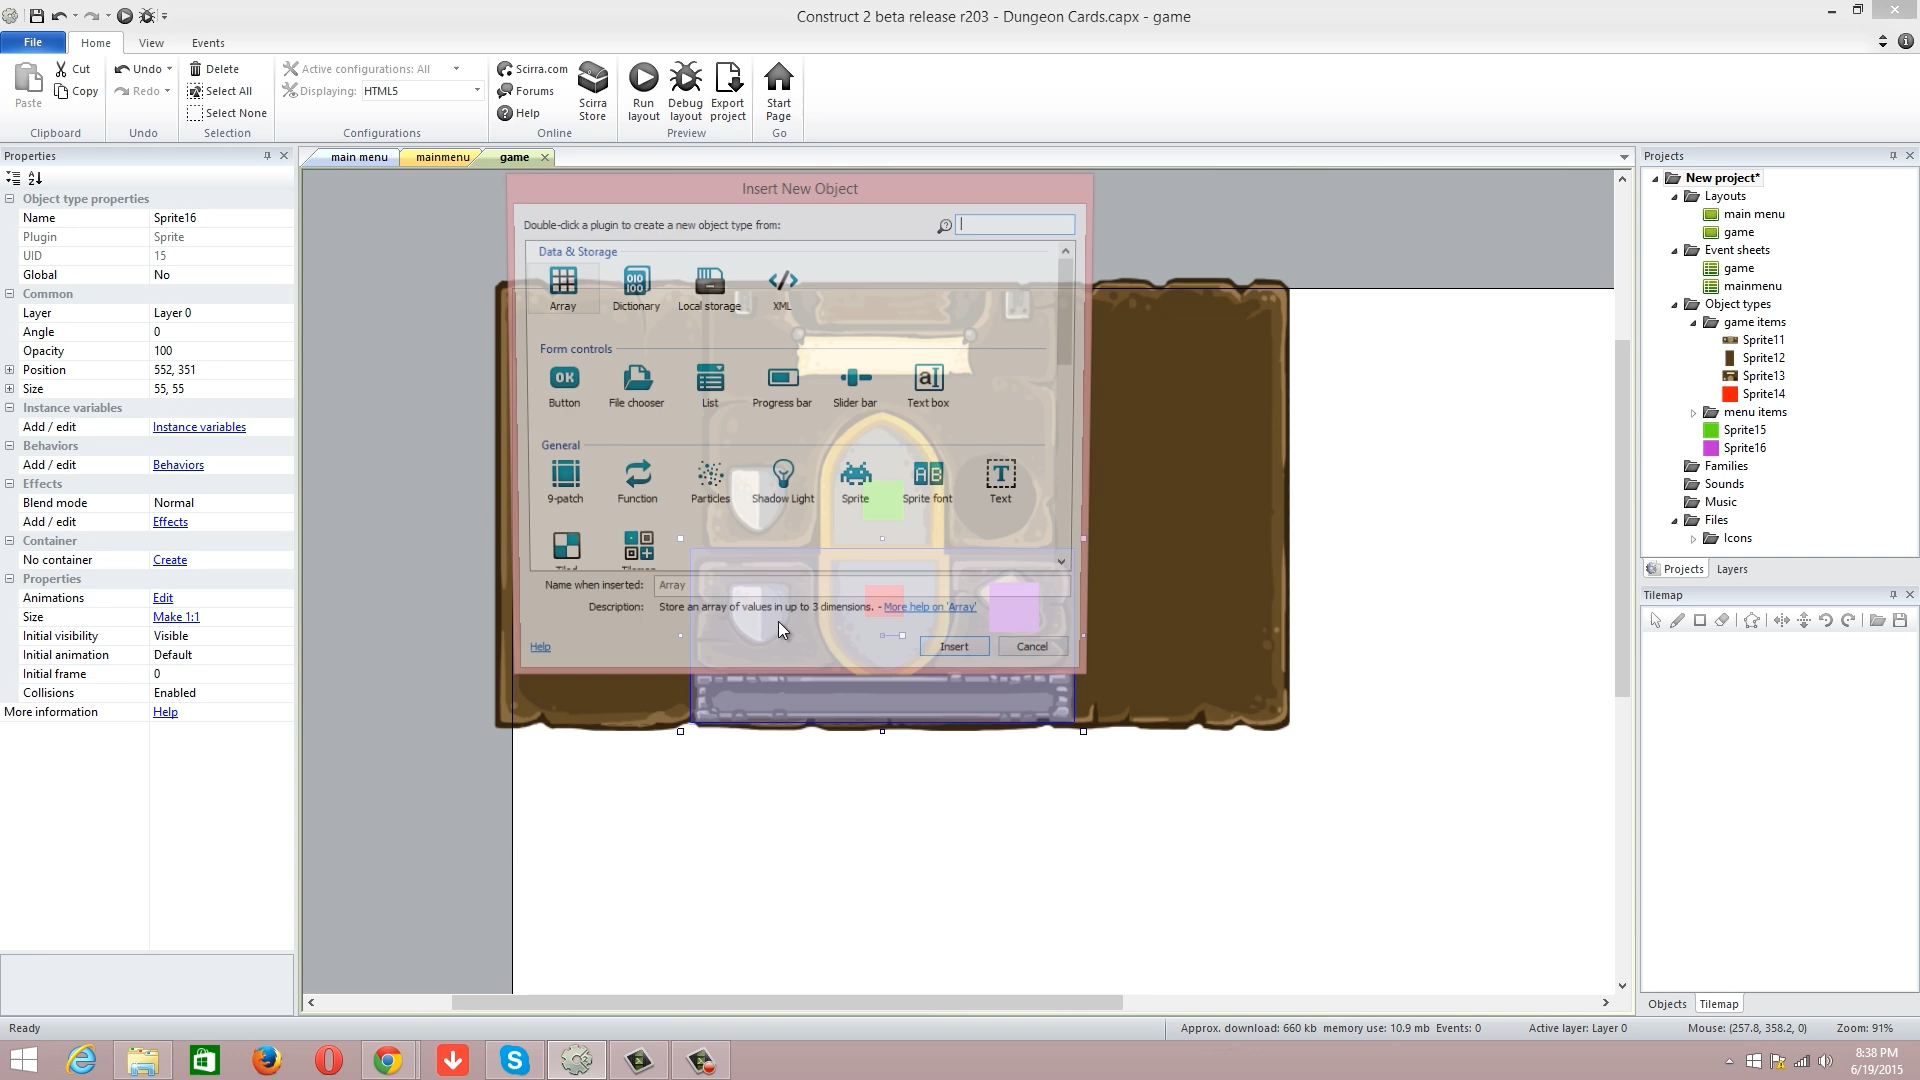 Construct 2 beta release r203 - Dungeon Cards.capx - game
File Home View Events
Cut Undo Delete Active configurations: All Scirra.com
Copy Redo Select All Displaying: HTML5 Forums
Paste Select None Help Scirra Store Run layout Debug layout Export project Start Page
Clipboard Undo Selection Configurations Online Preview Go
Properties
Object type properties
Name Sprite16
Plugin Sprite
UID 15
Global No
Common
Layer Layer 0
Angle 0
Opacity 100
Position 552, 351
Size 55, 55
Instance variables
Add / edit Instance variables
Behaviors
Add / edit Behaviors
Effects
Blend mode Normal
Add / edit Effects
Container
No container Create
Properties
Animations Edit
Size Make 1:1
Initial visibility Visible
Initial animation Default
Initial frame 0
Collisions Enabled
More information Help
main menu mainmenu game
Insert New Object
Double-click a plugin to create a new object type from:
Data & Storage
Array Dictionary Local storage XML
Form controls
OK aI
Button File chooser List Progress bar Slider bar Text box
General
9-patch Function Particles Shadow Light Sprite Sprite font Text
Name when inserted: Array
Description: Store an array of values in up to 3 dimensions. - More help on 'Array'
Help Insert Cancel
Projects
New project*
Layouts
main menu
game
Event sheets
game
mainmenu
Object types
game items
Sprite11
Sprite12
Sprite13
Sprite14
menu items
Sprite15
Sprite16
Families
Sounds
Music
Files
Icons
Projects Layers
Tilemap
Objects Tilemap
Ready Approx. download: 660 kb memory use: 10.9 mb Events: 0 Active layer: Layer 0 Mouse: (257.8, 358.2, 0) Zoom: 91%
8:38 PM
6/19/2015